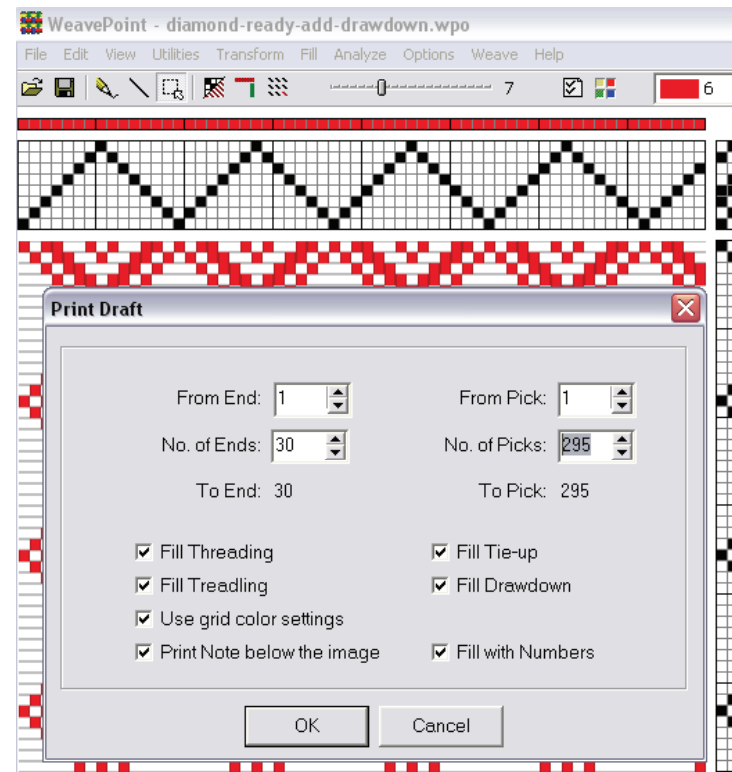 WeavePoint - diamond-ready-add-drawdown.wpo
File Edit View Utilities Transform Fill Analyze Options Weave Help
7 6
Print Draft
From End: 1 From Pick: 1
No. of Ends: 30 No. of Picks: 295
To End: 30 To Pick: 295
Fill Threading Fill Tie-up
Fill Treadling Fill Drawdown
Use grid color settings
Print Note below the image Fill with Numbers
OK Cancel